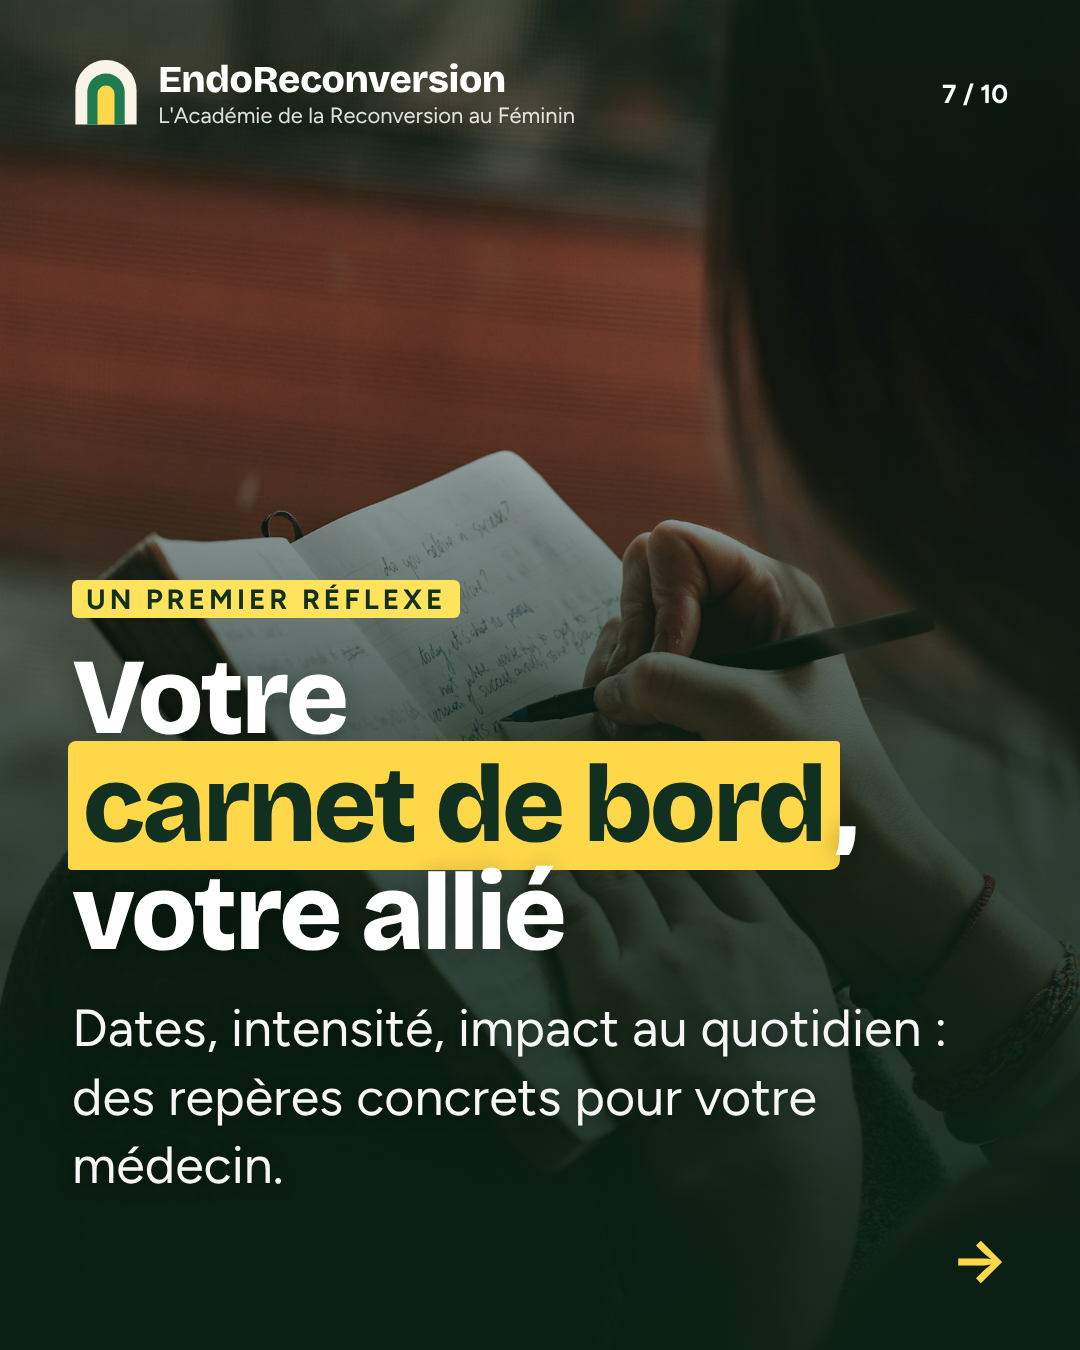 EndoReconversion
L'Académie de la Reconversion au Féminin
7 / 10
UN PREMIER RÉFLEXE
Votre
carnet de bord,
votre allié
Dates, intensité, impact au quotidien :
des repères concrets pour votre
médecin.